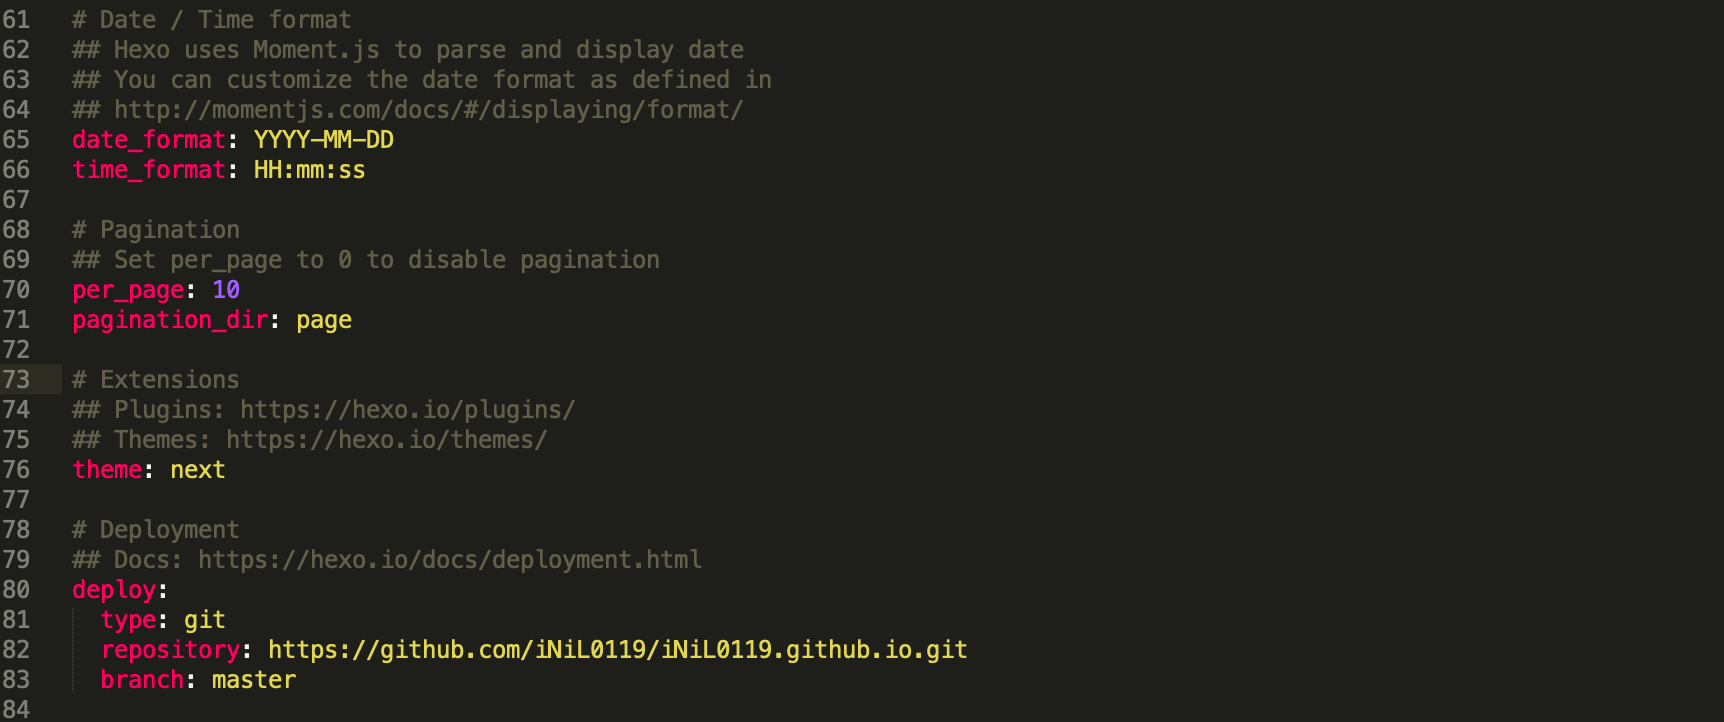 61 # Date / Time format
62 ## Hexo uses Moment.js to parse and display date
63 ## You can customize the date format as defined in
64 ## http://momentjs.com/docs/#/displaying/format/
65 date_format: YYYY-MM-DD
66 time_format: HH:mm:ss
67
68 # Pagination
69 ## Set per_page to 0 to disable pagination
70 per_page: 10
71 pagination_dir: page
72
73 # Extensions
74 ## Plugins: https://hexo.io/plugins/
75 ## Themes: https://hexo.io/themes/
76 theme: next
77
78 # Deployment
79 ## Docs: https://hexo.io/docs/deployment.html
80 deploy:
81   type: git
82   repository: https://github.com/iNiL0119/iNiL0119.github.io.git
83   branch: master
84